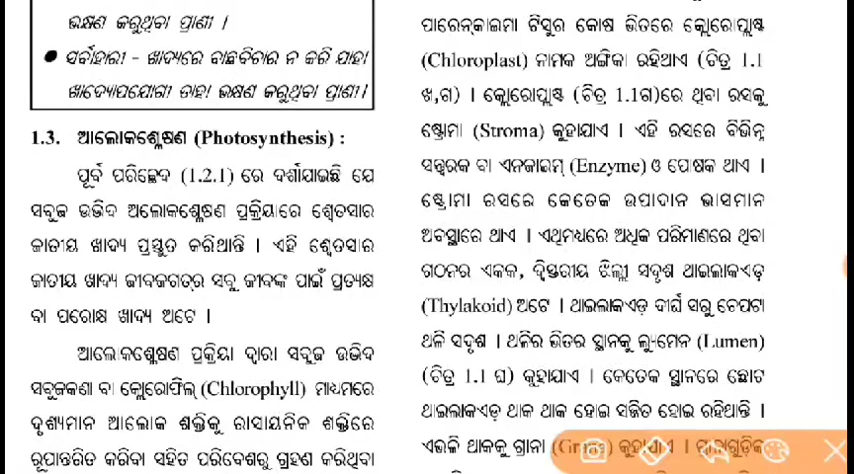 ଭକ୍ଷଣ କରୁଥିବା ପ୍ରାଣୀ ।
● ସର୍ବାହାରୀ - ଖାଦ୍ୟରେ ବାଛବିଚାର ନ କରି ଯାହା
ଖାଦ୍ୟୋପଯୋଗୀ ତାହା ଭକ୍ଷଣ କରୁଥିବା ପ୍ରାଣୀ।
1.3. ଆଲୋକଶ୍ଳେଷଣ (Photosynthesis) :
ପୂର୍ବ ପରିଚ୍ଛେଦ (1.2.1) ରେ ଦର୍ଶାଯାଇଛି ଯେ
ସବୁଜ ଉଦ୍ଭିଦ ଅଲୋକଶ୍ଳେଷଣ ପ୍ରକ୍ରିୟାରେ ଶ୍ୱେତସାର
ଜାତୀୟ ଖାଦ୍ୟ ପ୍ରସ୍ତୁତ କରିଥାନ୍ତି । ଏହି ଶ୍ୱେତସାର
ଜାତୀୟ ଖାଦ୍ୟ ଜୀବଜଗତ୍‌ର ସବୁ ଜୀବଙ୍କ ପାଇଁ ପ୍ରତ୍ୟକ୍ଷ
ବା ପରୋକ୍ଷ ଖାଦ୍ୟ ଅଟେ ।
ଆଲୋକଶ୍ଳେଷଣ ପ୍ରକ୍ରିୟା ଦ୍ୱାରା ସବୁଜ ଉଦ୍ଭିଦ
ସବୁଜକଣା ବା କ୍ଲୋରୋଫିଲ୍ (Chlorophyll) ମାଧ୍ୟମରେ
ଦୃଶ୍ୟମାନ ଆଲୋକ ଶକ୍ତିକୁ ରାସାୟନିକ ଶକ୍ତିରେ
ରୂପାନ୍ତରିତ କରିବା ସହିତ ପରିବେଶରୁ ଗ୍ରହଣ କରିଥିବା
ପାରେନ୍‌କାଇମା ଟିସୁର କୋଷ ଭିତରେ କ୍ଲୋରୋପ୍ଲାଷ୍ଟ
(Chloroplast) ନାମକ ଅଙ୍ଗିକା ରହିଥାଏ (ଚିତ୍ର 1.1
ଖ,ଗ) । କ୍ଲୋରୋପ୍ଲାଷ୍ଟ (ଚିତ୍ର 1.1ଗ)ରେ ଥିବା ରସକୁ
ଷ୍ଟ୍ରୋମା (Stroma) କୁହାଯାଏ । ଏହି ରସରେ ବିଭିନ୍ନ
ସତ୍ତ୍ୱରକ ବା ଏନଜାଇମ୍ (Enzyme) ଓ ପୋଷକ ଥାଏ ।
ଷ୍ଟ୍ରୋମା ରସରେ କେତେକ ଉପାଦାନ ଭାସମାନ
ଅବସ୍ଥାରେ ଥାଏ । ଏଥିମଧ୍ୟରେ ଅଧିକ ପରିମାଣରେ ଥିବା
ଗଠନର ଏକକ, ଦ୍ୱିସ୍ତରୀୟ ଝିଲ୍ଲୀ ସଦୃଶ ଥାଇଲାକଏଡ଼
(Thylakoid) ଅଟେ । ଥାଇଲାକଏଡ଼ ଦୀର୍ଘ ସରୁ ଚେପଟା
ଥଳି ସଦୃଶ । ଥଳିର ଭିତର ସ୍ଥାନକୁ ଲ୍ୟୁମେନ (Lumen)
(ଚିତ୍ର 1.1 ଘ) କୁହାଯାଏ । କେତେକ ସ୍ଥାନରେ ଛୋଟ
ଥାଇଲାକଏଡ଼ ଥାକ ଥାକ ହୋଇ ସଜ୍ଜିତ ହୋଇ ରହିଥାନ୍ତି ।
ଏଭଳି ଥାକକୁ ଗ୍ରାନା (Grana) କୁହାଯାଏ ।